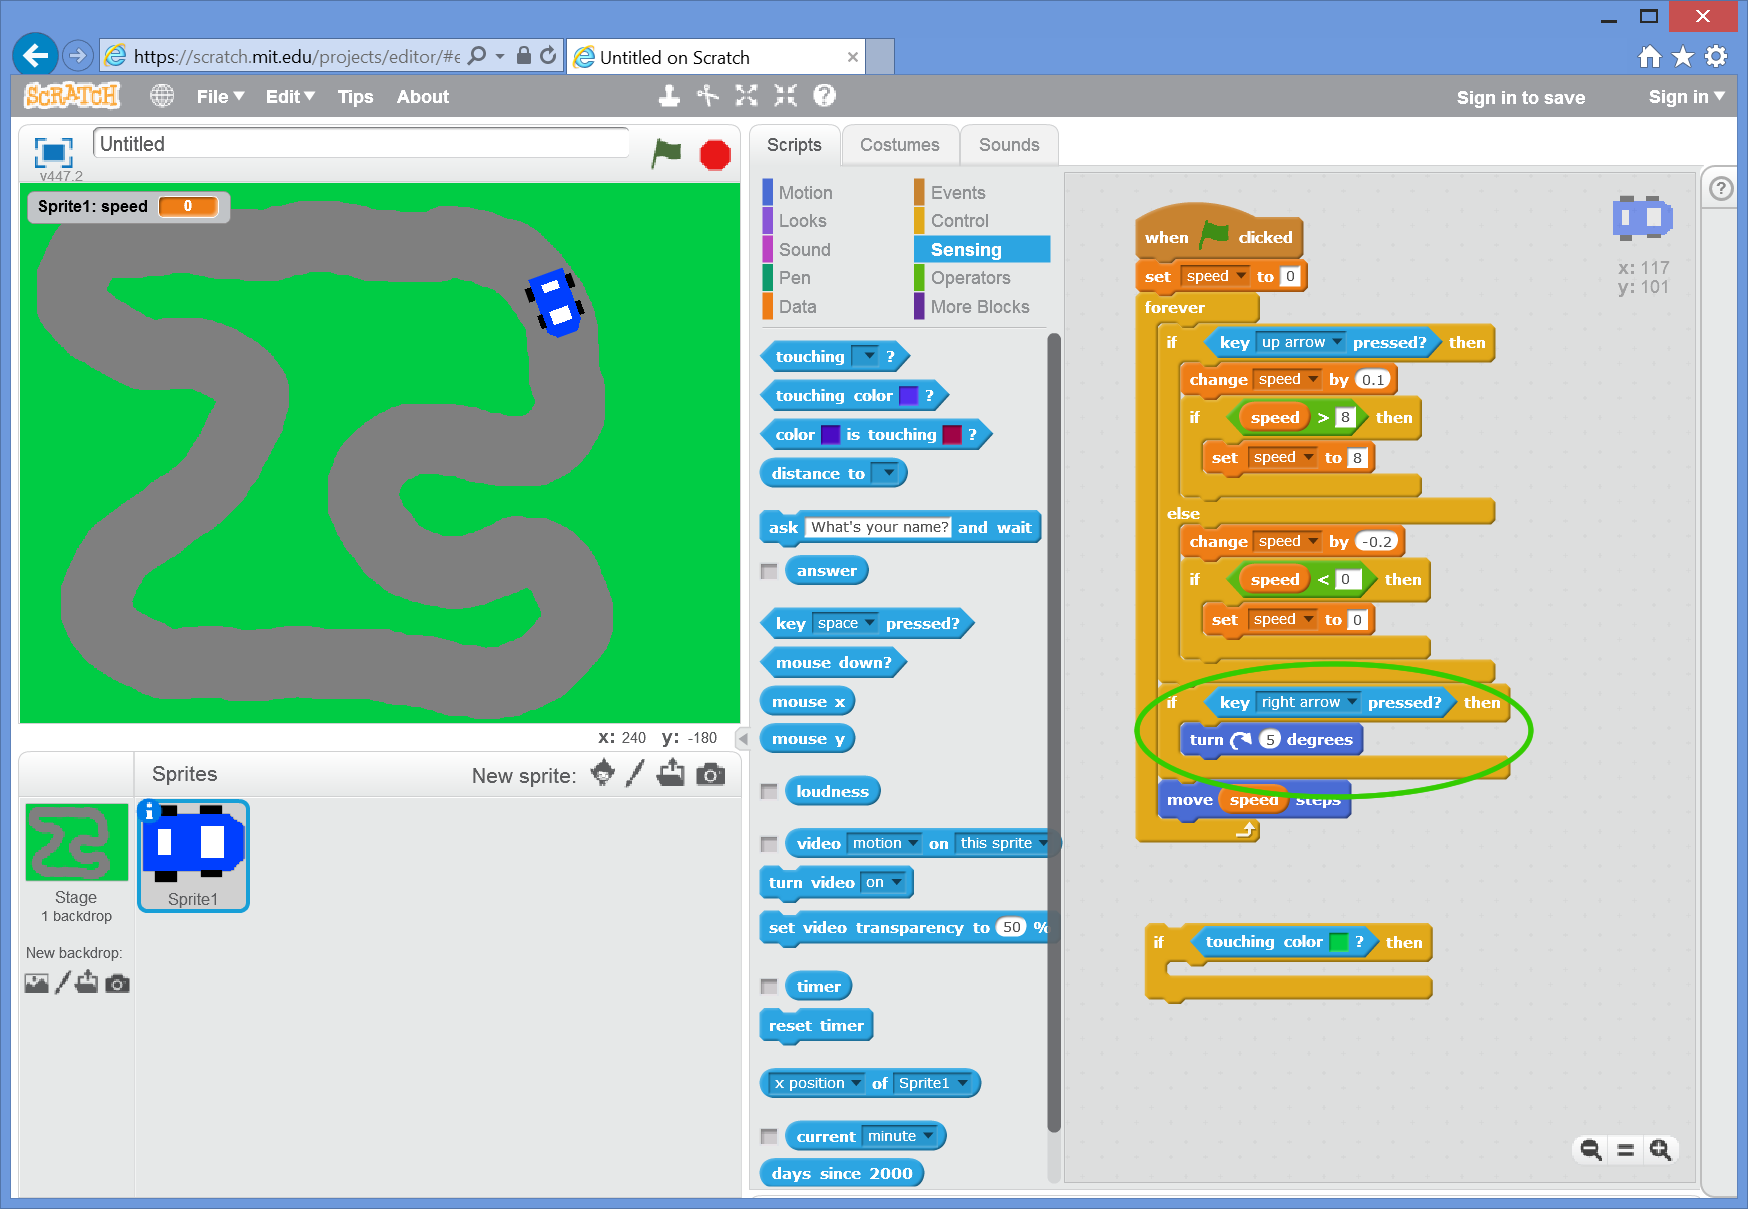 https://scratch.mit.edu/projects/editor/#e
Untitled on Scratch
SCRATCH
File
Edit
Tips
About
Sign in to save
Sign in
Untitled
v447.2
Sprite1: speed 0
x: 240 y: -180
Sprites
New sprite:
Stage
1 backdrop
Sprite1
New backdrop:
Scripts
Costumes
Sounds
Motion
Looks
Sound
Pen
Data
Events
Control
Sensing
Operators
More Blocks
touching ?
touching color ?
color is touching ?
distance to
ask What's your name? and wait
answer
key space pressed?
mouse down?
mouse x
mouse y
loudness
video motion on this sprite
turn video on
set video transparency to 50 %
timer
reset timer
x position of Sprite1
current minute
days since 2000
when clicked
set speed to 0
forever
if key up arrow pressed? then
change speed by 0.1
if speed > 8 then
set speed to 8
else
change speed by -0.2
if speed < 0 then
set speed to 0
if key right arrow pressed? then
turn 5 degrees
move speed steps
if touching color ? then
x: 117
y: 101